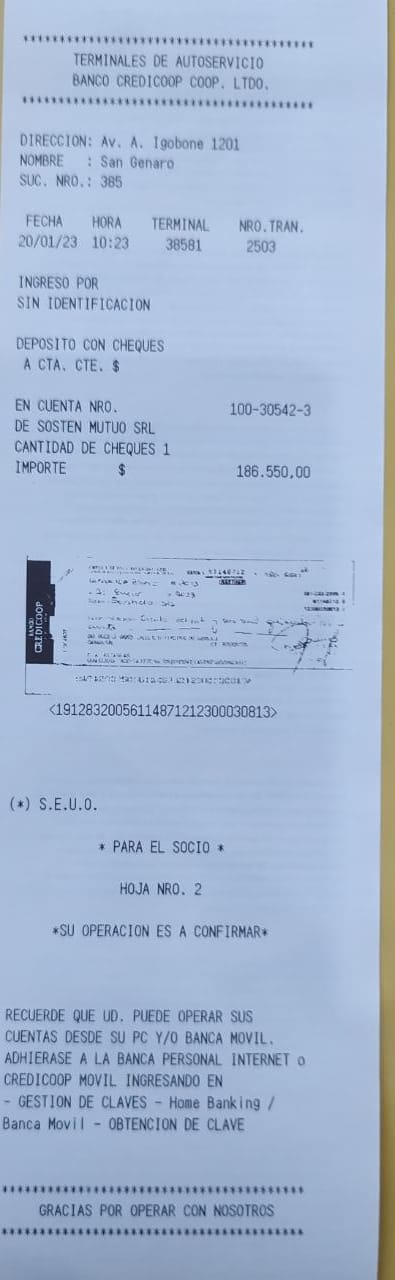 ****************************************
TERMINALES DE AUTOSERVICIO
BANCO CREDICOOP COOP. LTDO.
****************************************
DIRECCION: Av. A. Igobone 1201
NOMBRE : San Genaro
SUC. NRO.: 385
FECHA HORA TERMINAL NRO.TRAN.
20/01/23 10:23 38581 2503
INGRESO POR
SIN IDENTIFICACION
DEPOSITO CON CHEQUES
A CTA. CTE. $
EN CUENTA NRO. 100-30542-3
DE SOSTEN MUTUO SRL
CANTIDAD DE CHEQUES 1
IMPORTE $ 186.550,00
BANCO
CREDICOOP
<191283200561148712123000030813>
(*) S.E.U.O.
* PARA EL SOCIO *
HOJA NRO. 2
*SU OPERACION ES A CONFIRMAR*
RECUERDE QUE UD. PUEDE OPERAR SUS
CUENTAS DESDE SU PC Y/O BANCA MOVIL.
ADHIERASE A LA BANCA PERSONAL INTERNET o
CREDICOOP MOVIL INGRESANDO EN
- GESTION DE CLAVES - Home Banking /
Banca Movil - OBTENCION DE CLAVE
****************************************
GRACIAS POR OPERAR CON NOSOTROS
****************************************